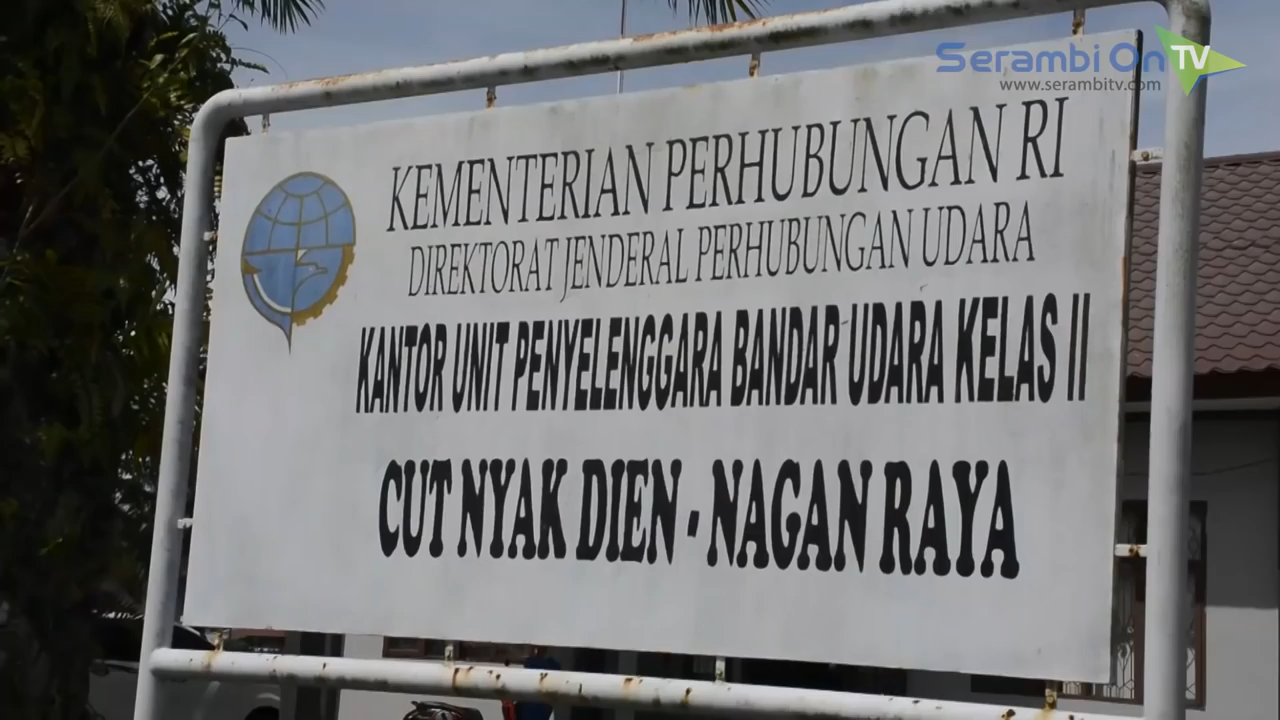 Serambi On TV
www.serambitv.com
KEMENTERIAN PERHUBUNGAN RI
DIREKTORAT JENDERAL PERHUBUNGAN UDARA
KANTOR UNIT PENYELENGGARA BANDAR UDARA KELAS II
CUT NYAK DIEN - NAGAN RAYA